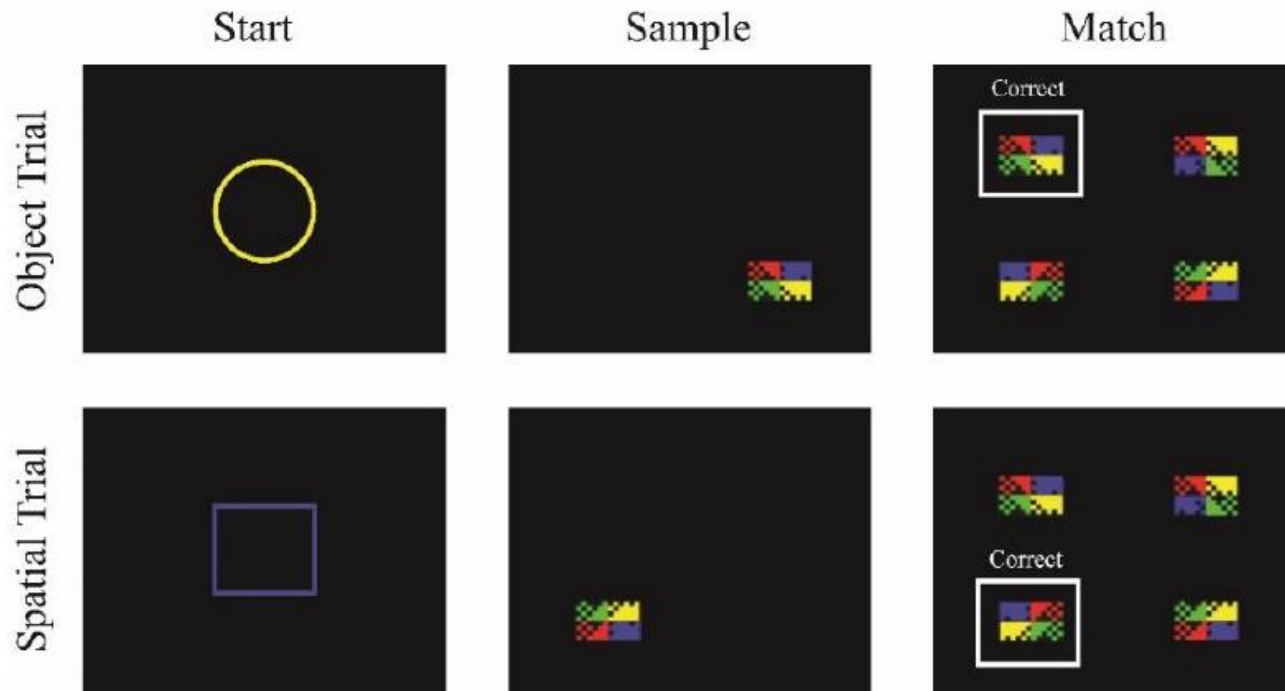 Start
Sample
Match
Object Trial
Correct
Spatial Trial
Correct